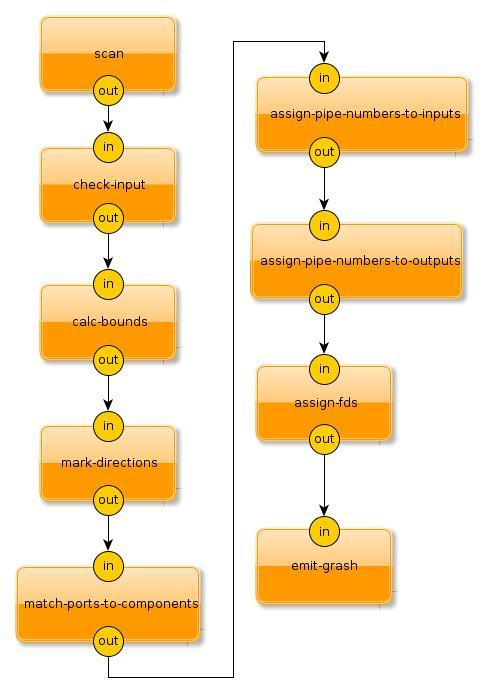 scan
out
in
check-input
out
in
calc-bounds
out
in
mark-directions
out
in
match-ports-to-components
out
in
assign-pipe-numbers-to-inputs
out
in
assign-pipe-numbers-to-outputs
out
in
assign-fds
out
in
emit-grash